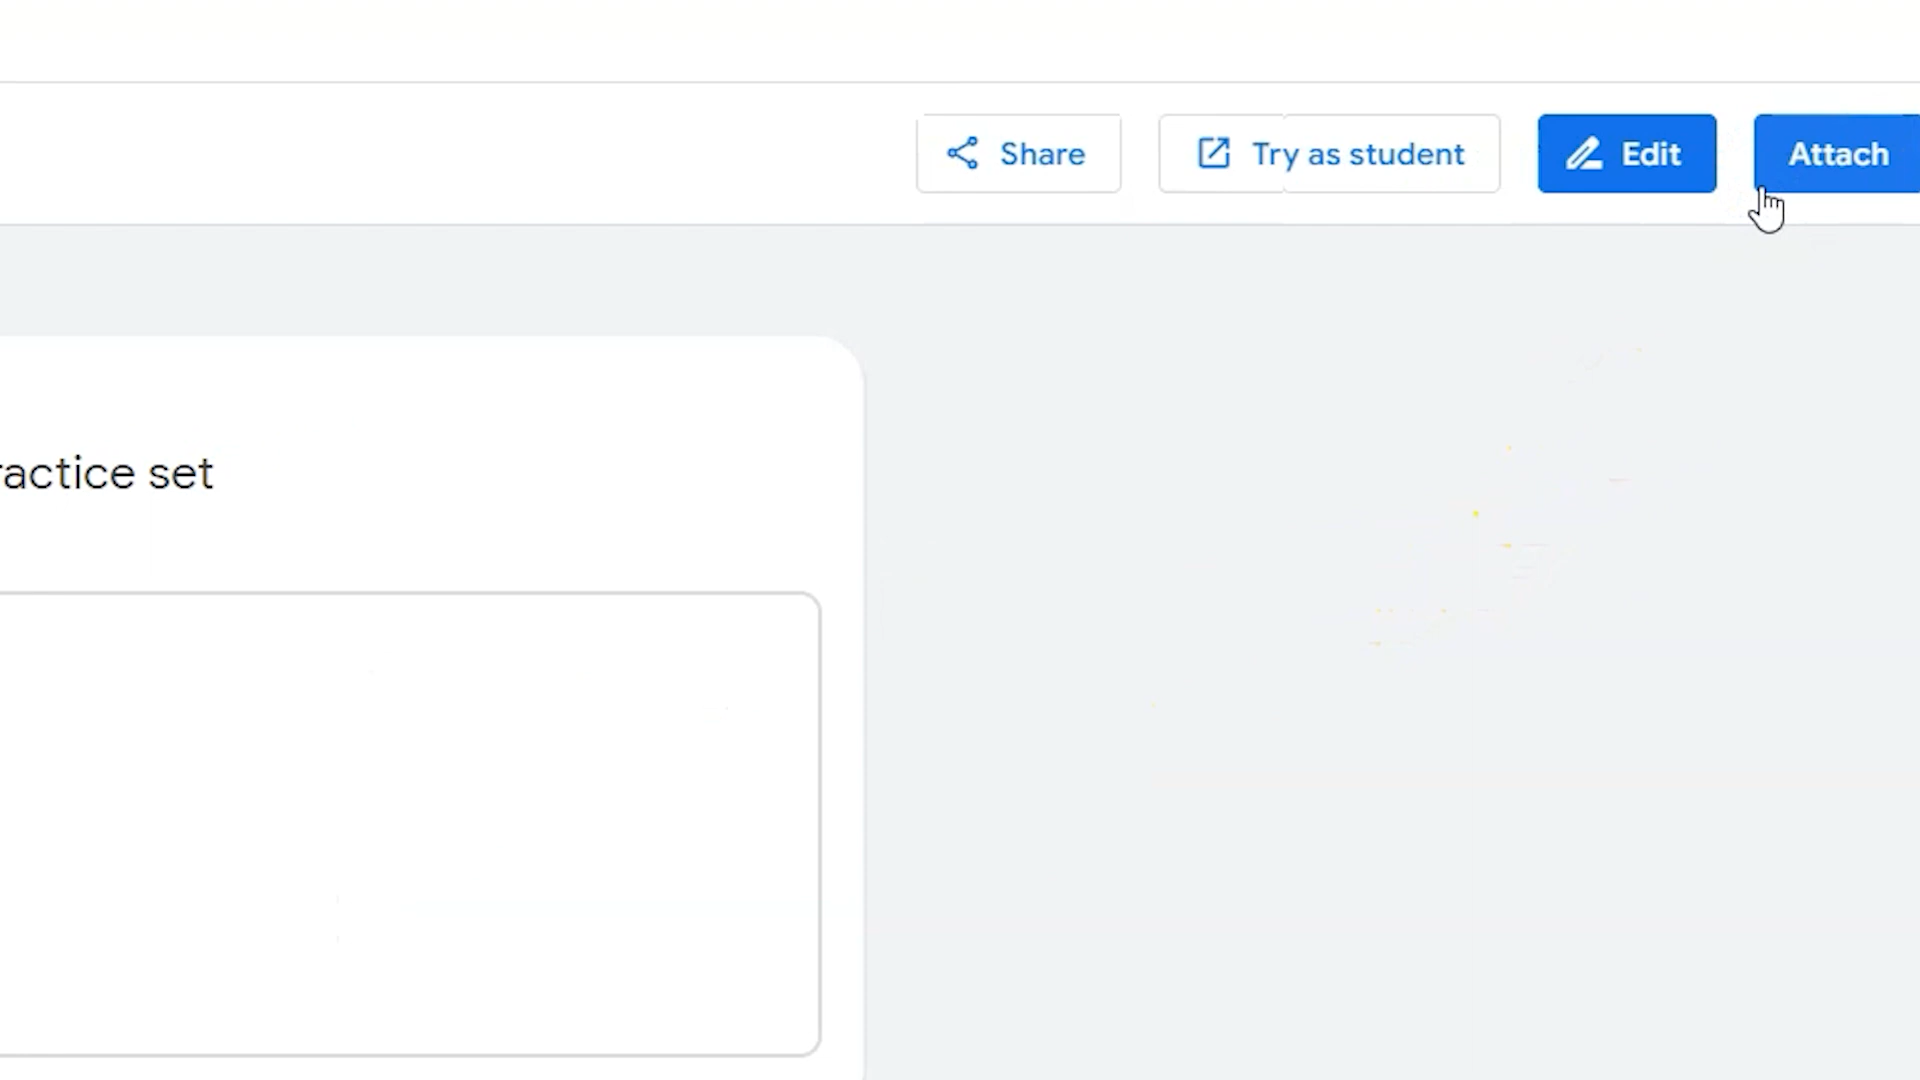 Share
Try as student
Edit
Attach
ractice set